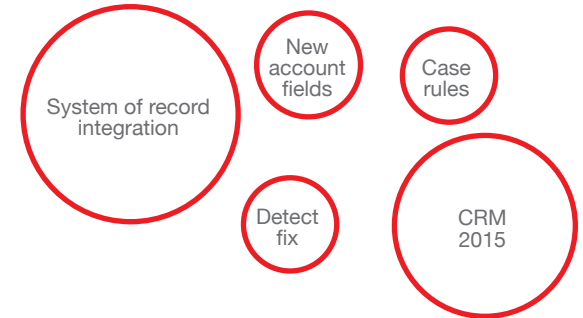 System of record
integration
New
account
fields
Case
rules
Detect
fix
CRM
2015